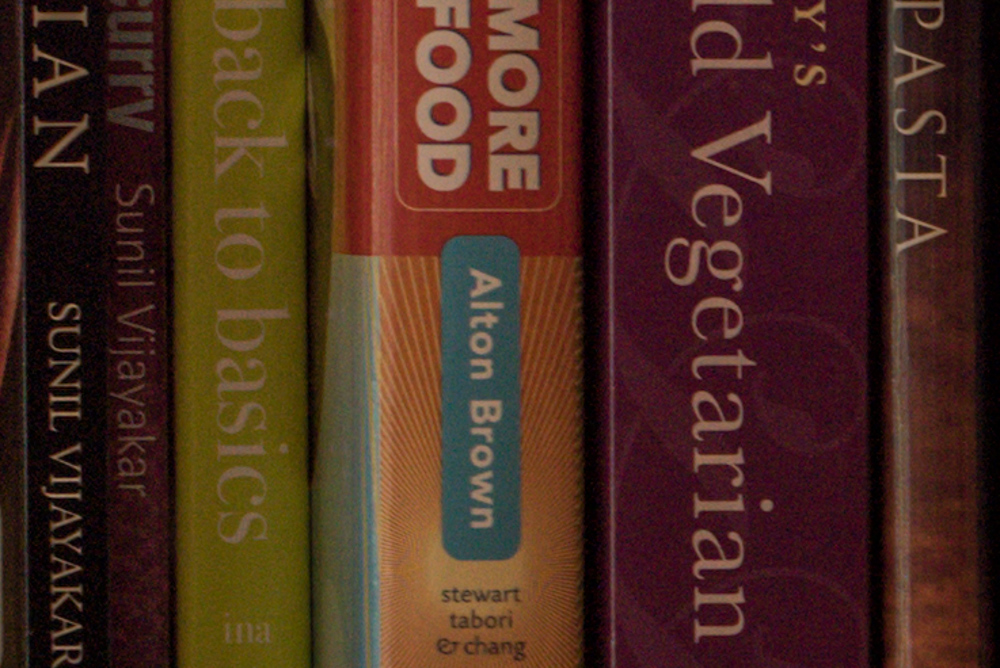 IAN
SUNIL VIJAYAKAR
curry
Sunil Vijayakar
back to basics
ina
MORE
FOOD
Alton Brown
stewart
tabori
& chang
Y'S
ld Vegetarian
PASTA